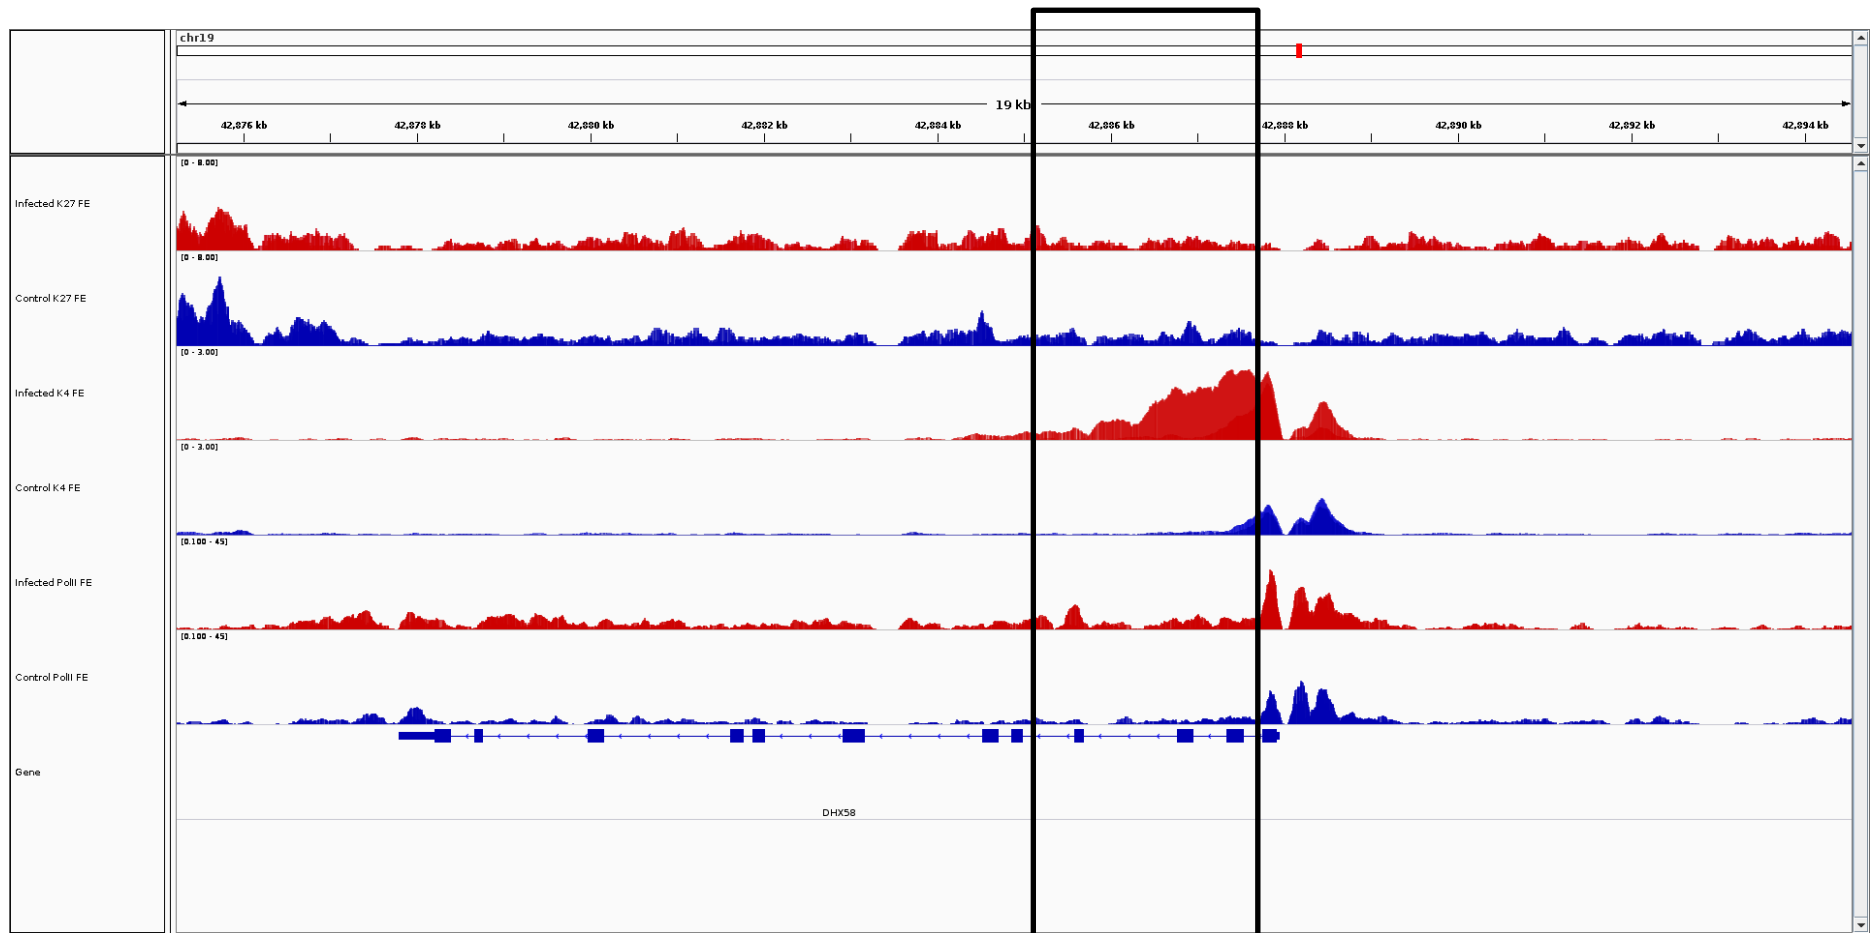 chr19
19 kb
42,876 kb 42,878 kb 42,880 kb 42,882 kb 42,884 kb 42,886 kb 42,888 kb 42,890 kb 42,892 kb 42,894 kb
[0 - 8.00]
Infected K27 FE
[0 - 8.00]
Control K27 FE
[0 - 3.00]
Infected K4 FE
[0 - 3.00]
Control K4 FE
[0.100 - 45]
Infected PolII FE
[0.100 - 45]
Control PolII FE
Gene
DHX58